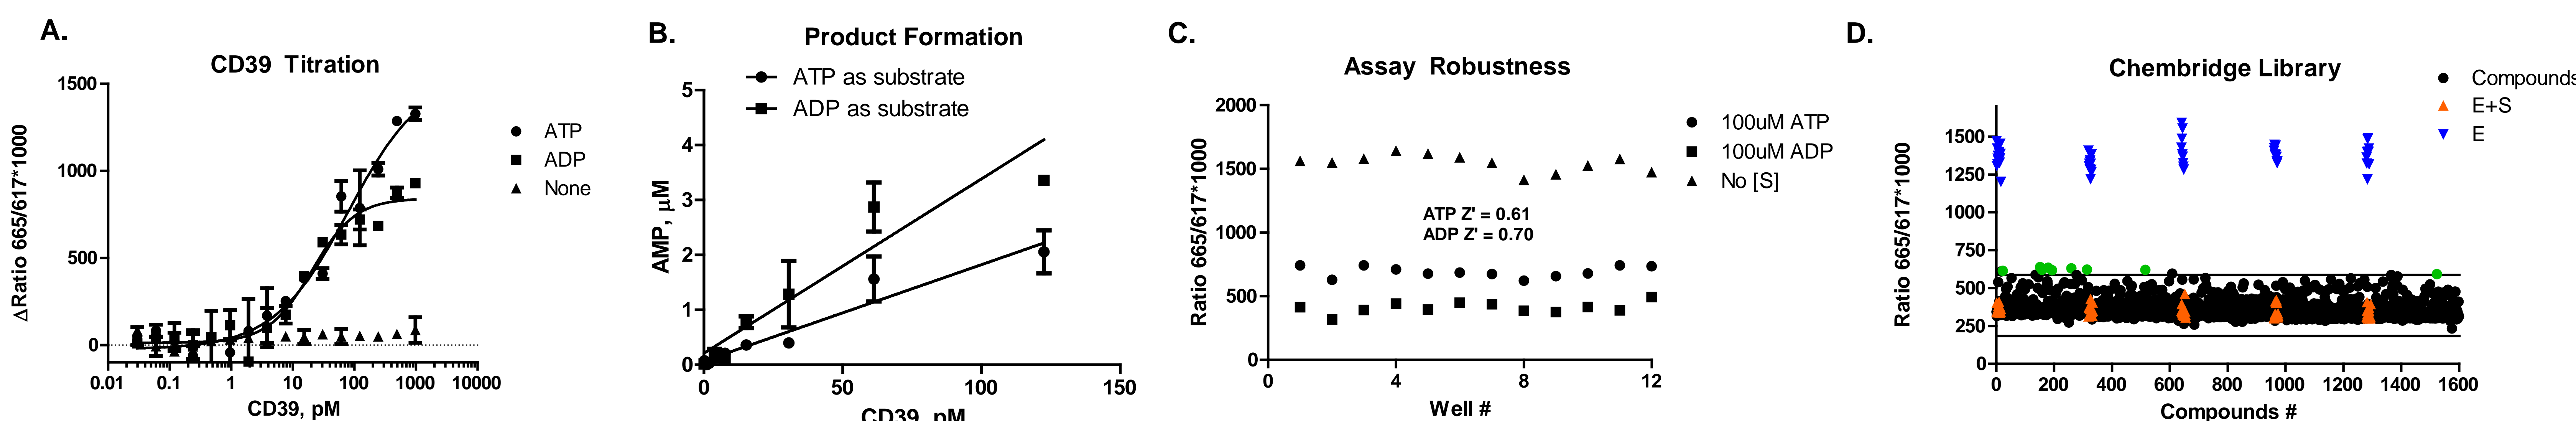 A.
CD39 Titration
ΔRatio 665/617*1000
1500
1000
500
0
0.01 0.1 1 10 100 1000 10000
CD39, pM
ATP
ADP
None
B.
Product Formation
ATP as substrate
ADP as substrate
AMP, µM
5
4
3
2
1
0
0 50 100 150
CD39, pM
C.
Assay Robustness
Ratio 665/617*1000
2000
1500
1000
500
0
ATP Z' = 0.61
ADP Z' = 0.70
0 4 8 12
Well #
100uM ATP
100uM ADP
No [S]
D.
Chembridge Library
Ratio 665/617*1000
1500
1250
1000
750
500
250
0
0 200 400 600 800 1000 1200 1400 1600
Compounds #
Compounds
E+S
E